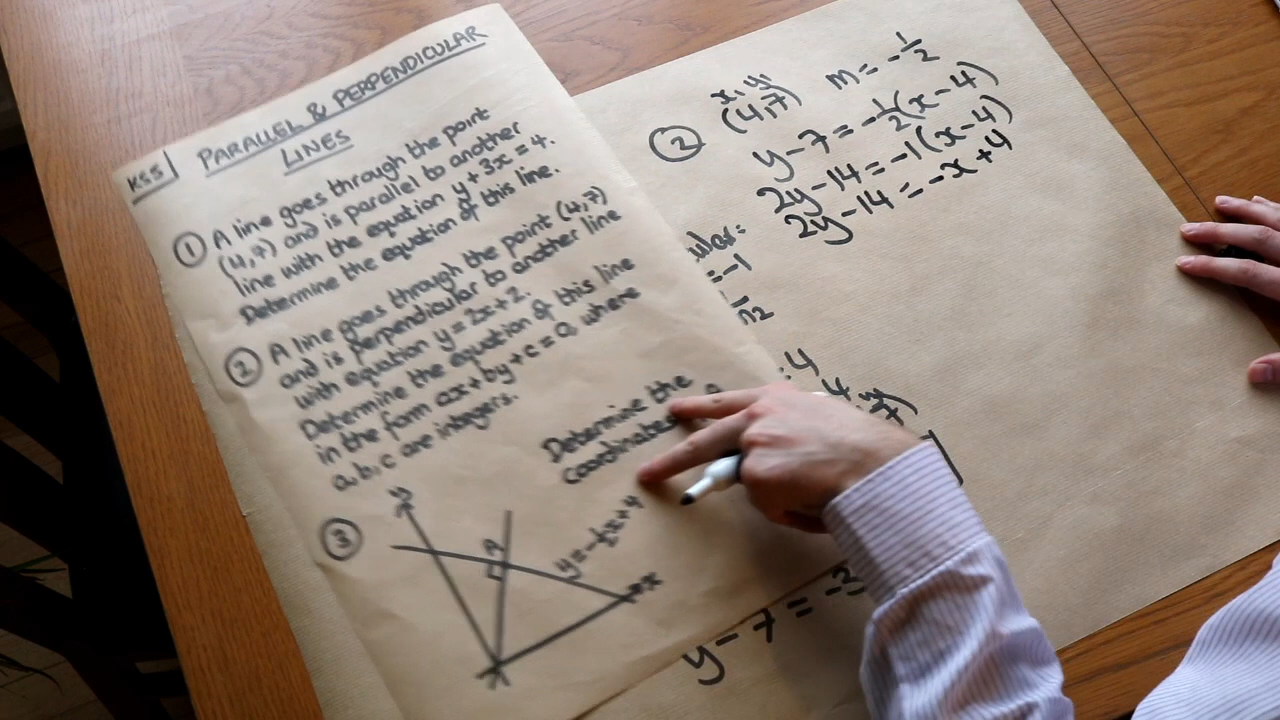 KS5
PARALLEL & PERPENDICULAR
LINES
① A line goes through the point
(4,7) and is parallel to another
line with the equation y + 3x = 4.
Determine the equation of this line.
② A line goes through the point (4,7)
and is perpendicular to another line
with equation y = 2x + 2.
Determine the equation of this line
in the form ax + by + c = 0, where
a, b, c are integers.
③
Determine the
coordinates
y
A
y = -½x + 4
x
② x₁ y₁
(4,7)
m = -½
y - 7 = -½(x - 4)
2y - 14 = -1(x - 4)
2y - 14 = -x + 4
= -1
y - 7 = -3